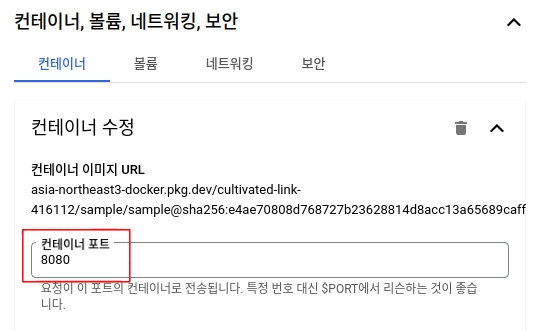 컨테이너, 볼륨, 네트워킹, 보안
컨테이너 볼륨 네트워킹 보안
컨테이너 수정
컨테이너 이미지 URL
asia-northeast3-docker.pkg.dev/cultivated-link-
416112/sample/sample@sha256:e4ae70808d768727b23628814d8acc13a65689caff
컨테이너 포트
8080
요청이 이 포트의 컨테이너로 전송됩니다. 특정 번호 대신 $PORT에서 리슨하는 것이 좋습
니다.